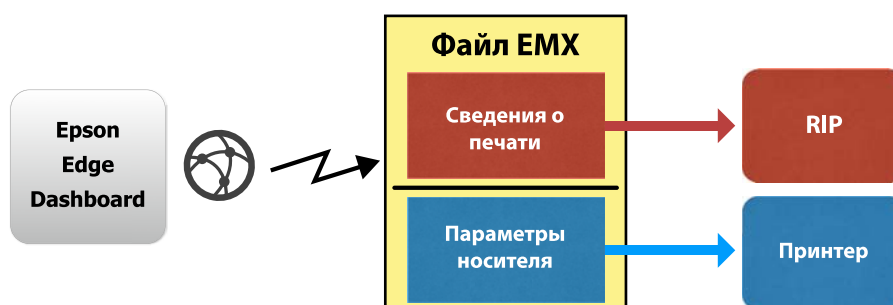 Epson
Edge
Dashboard
Файл EMX
Сведения о
печати
RIP
Параметры
носителя
Принтер